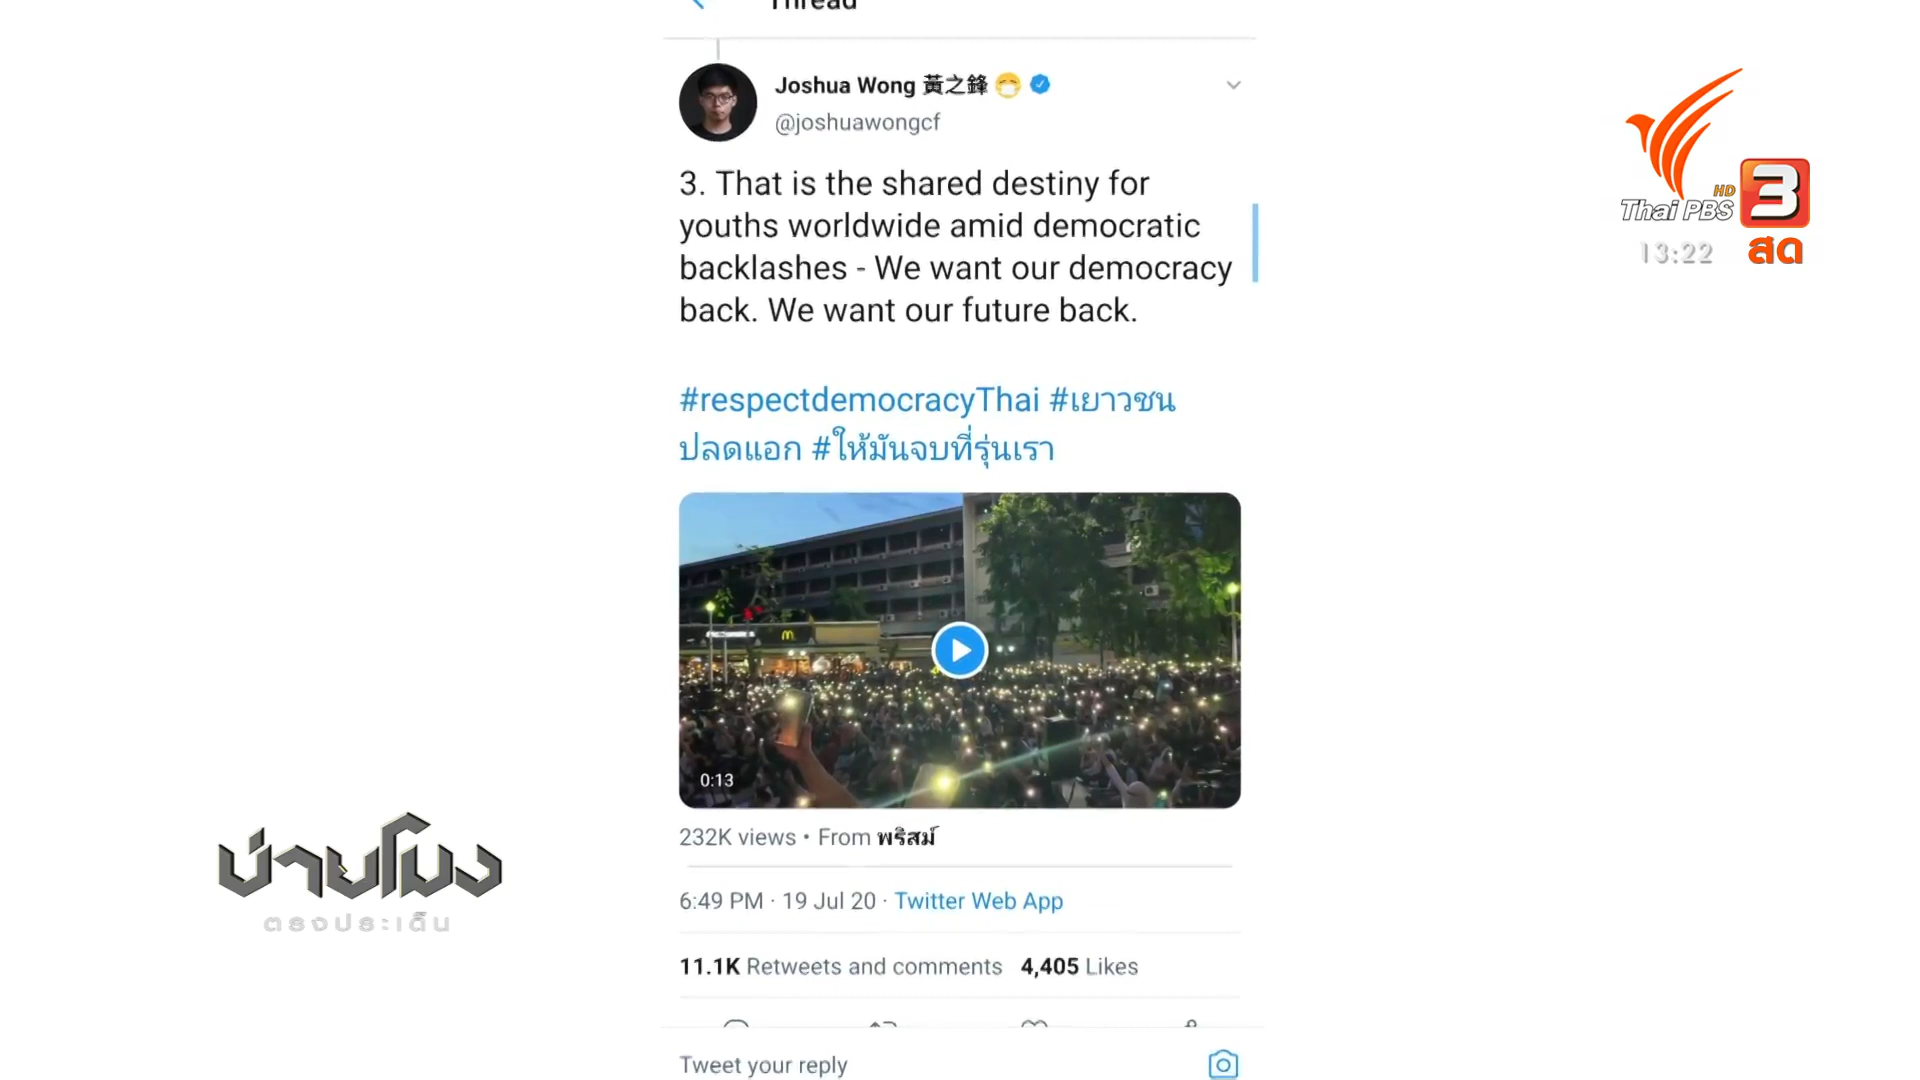 Thread
Joshua Wong 黃之鋒
@joshuawongcf
3. That is the shared destiny for
youths worldwide amid democratic
backlashes - We want our democracy
back. We want our future back.
#respectdemocracyThai #เยาวชน
ปลดแอก #ให้มันจบที่รุ่นเรา
0:13
232K views • From พริสม์
6:49 PM · 19 Jul 20 · Twitter Web App
11.1K Retweets and comments 4,405 Likes
Tweet your reply
HD
Thai PBS 3
13:22 สด
บ่ายโมง
ตรงประเด็น